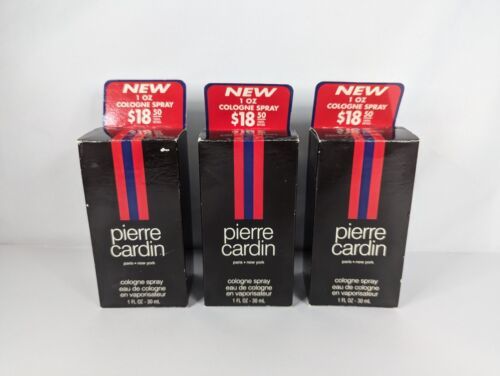 NEW
1 OZ
COLOGNE SPRAY
$18.50
pierre
cardin
paris • new york
cologne spray
eau de cologne
en vaporisateur
1 FL OZ - 30 mL
NEW
1 OZ
COLOGNE SPRAY
$18.50
pierre
cardin
paris • new york
cologne spray
eau de cologne
en vaporisateur
1 FL OZ - 30 mL
NEW
1 OZ
COLOGNE SPRAY
$18.50
pierre
cardin
paris • new york
cologne spray
eau de cologne
en vaporisateur
1 FL OZ - 30 mL